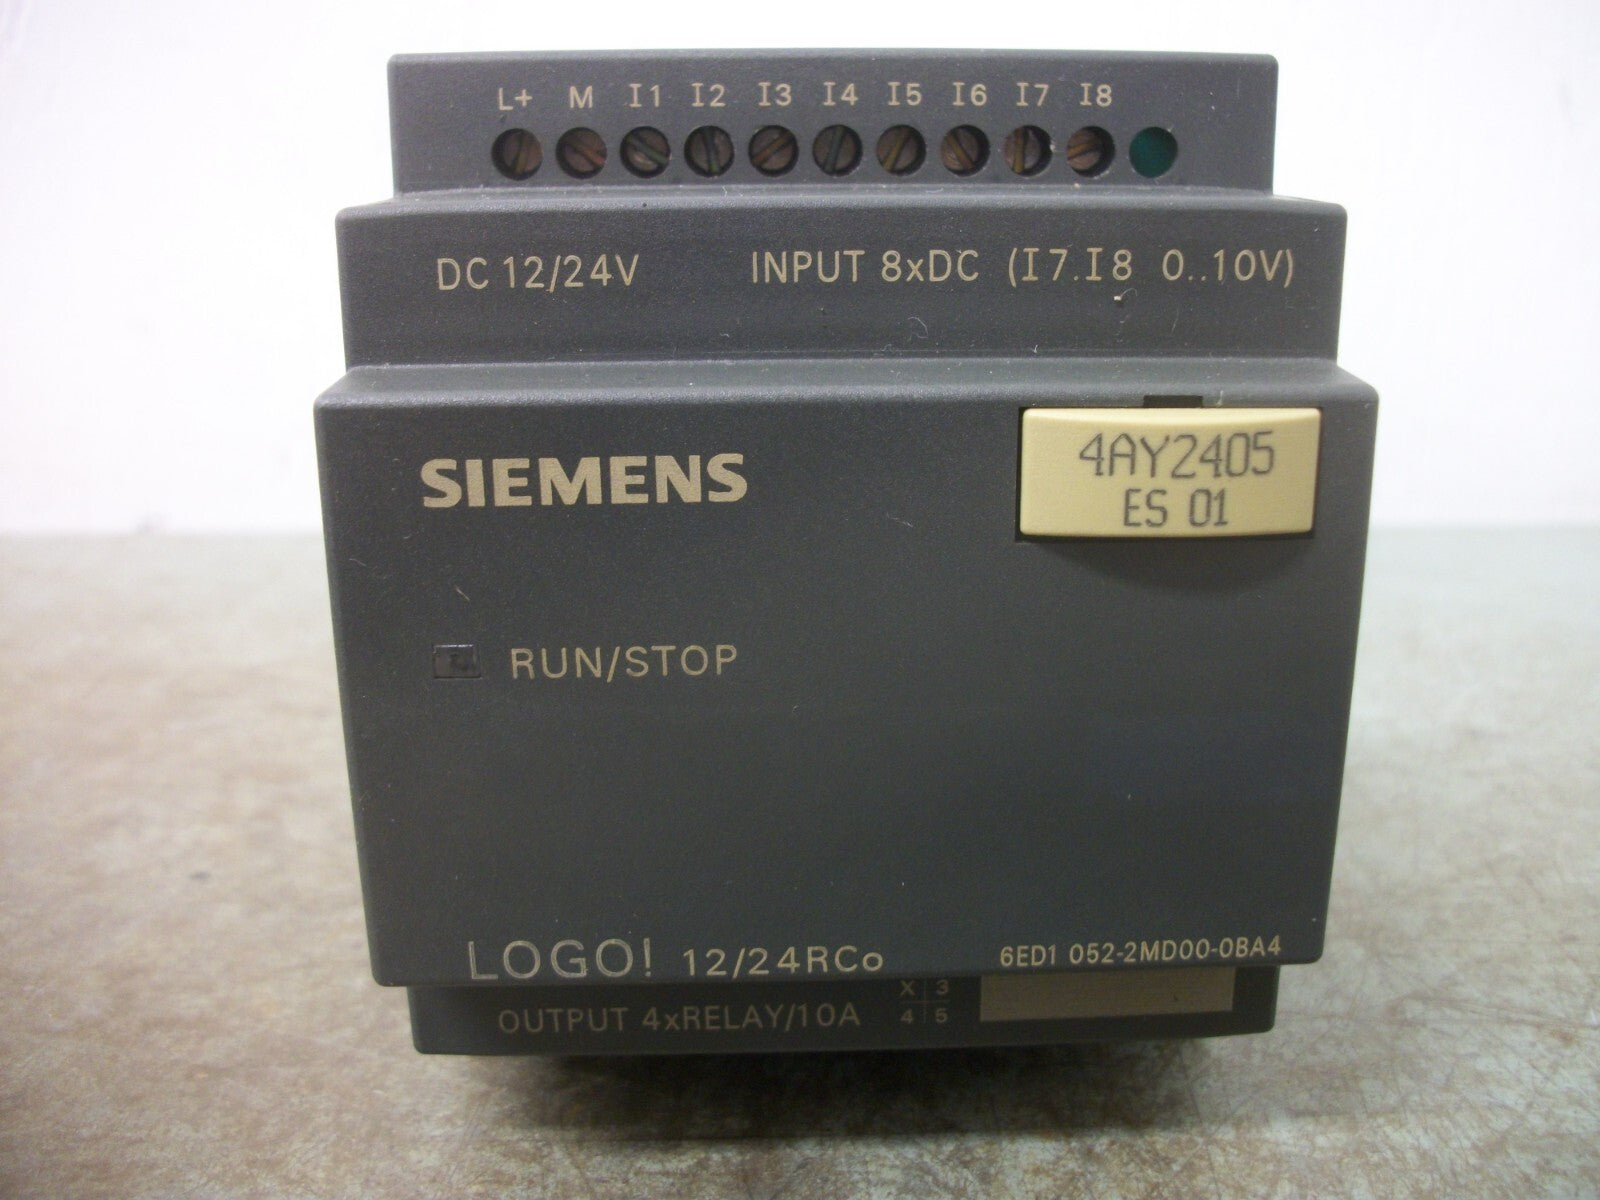 L+ M I1 I2 I3 I4 I5 I6 I7 I8
DC 12/24V INPUT 8xDC (I7.I8 0..10V)
4AY2405
ES 01
SIEMENS
RUN/STOP
LOGO! 12/24RCo 6ED1 052-2MD00-0BA4
X 3
OUTPUT 4xRELAY/10A 4 5